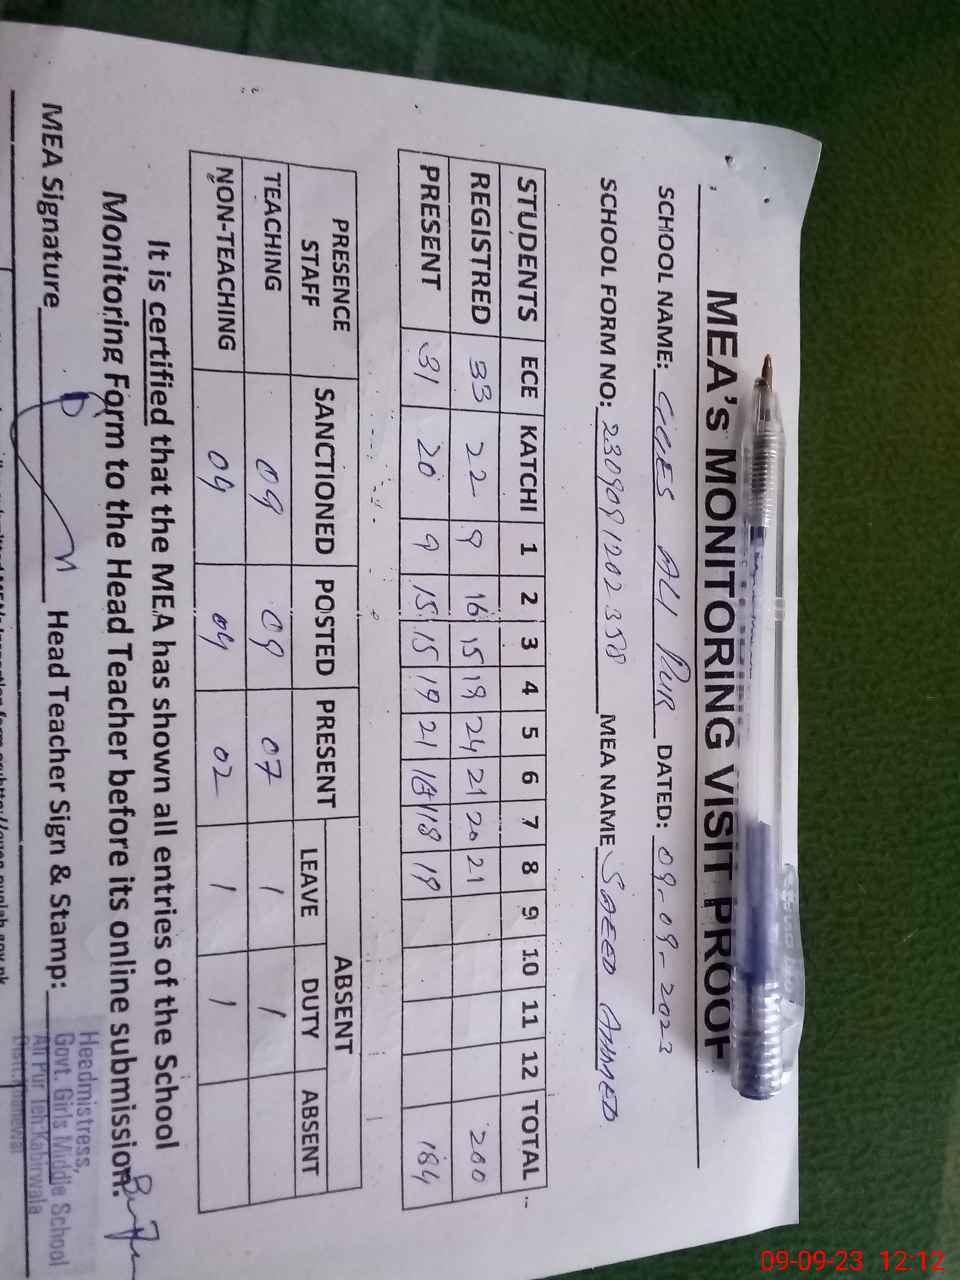 MEA's MONITORING VISIT PROOF
SCHOOL NAME: GGES ALI PUR DATED: 09-09-2023
SCHOOL FORM NO: 2309091202358 MEA NAME SAEED AHMED
STUDENTS ECE KATCHI 1 2 3 4 5 6 7 8 9 10 11 12 TOTAL
REGISTRED 33 22 9 16 15 19 24 21 20 21 200
PRESENT 31 20 9 15 15 19 21 18 19 184
PRESENCE STAFF SANCTIONED POSTED PRESENT ABSENT
LEAVE DUTY ABSENT
TEACHING 09 09 07 1 1
NON-TEACHING 04 04 02 1 1
It is certified that the MEA has shown all entries of the School
Monitoring Form to the Head Teacher before its online submission.
MEA Signature Head Teacher Sign & Stamp:
Heedmistress,
Govt. Girls Middle School
Ali Pur Teh: Kabirwala
Distt: Khanewal
09-09-23 12:12